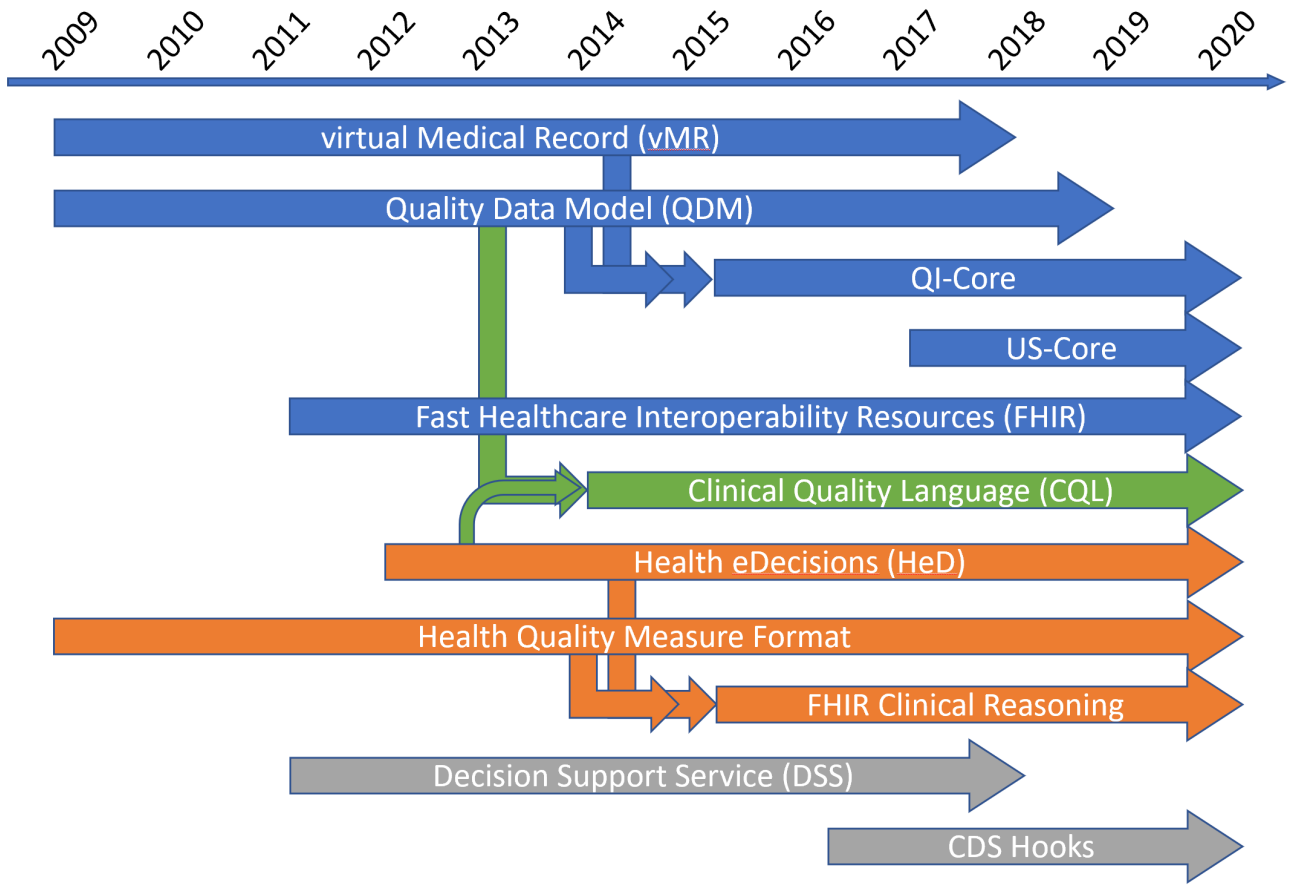 2009 2010 2011 2012 2013 2014 2015 2016 2017 2018 2019 2020
virtual Medical Record (vMR)
Quality Data Model (QDM)
QI-Core
US-Core
Fast Healthcare Interoperability Resources (FHIR)
Clinical Quality Language (CQL)
Health eDecisions (HeD)
Health Quality Measure Format
FHIR Clinical Reasoning
Decision Support Service (DSS)
CDS Hooks